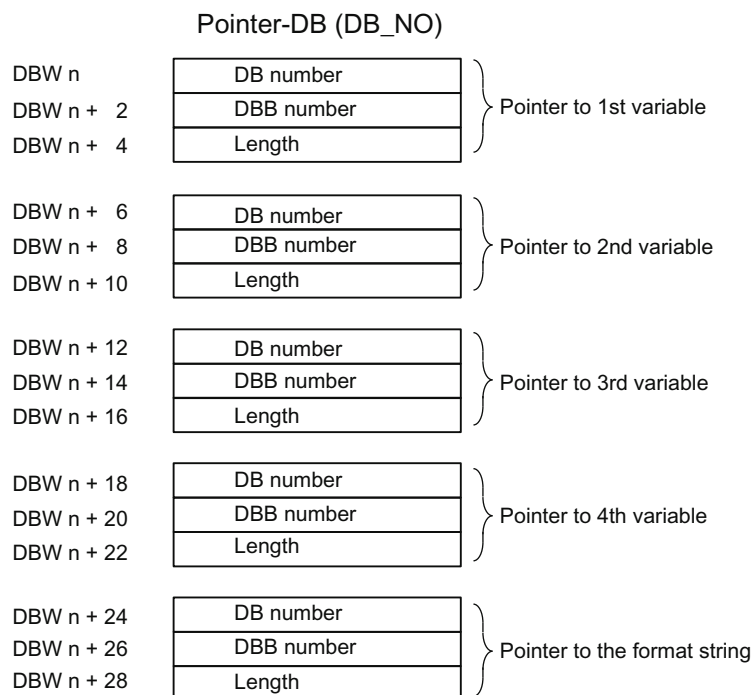 Pointer-DB (DB_NO)
DBW n DB number
DBW n + 2 DBB number Pointer to 1st variable
DBW n + 4 Length
DBW n + 6 DB number
DBW n + 8 DBB number Pointer to 2nd variable
DBW n + 10 Length
DBW n + 12 DB number
DBW n + 14 DBB number Pointer to 3rd variable
DBW n + 16 Length
DBW n + 18 DB number
DBW n + 20 DBB number Pointer to 4th variable
DBW n + 22 Length
DBW n + 24 DB number
DBW n + 26 DBB number Pointer to the format string
DBW n + 28 Length